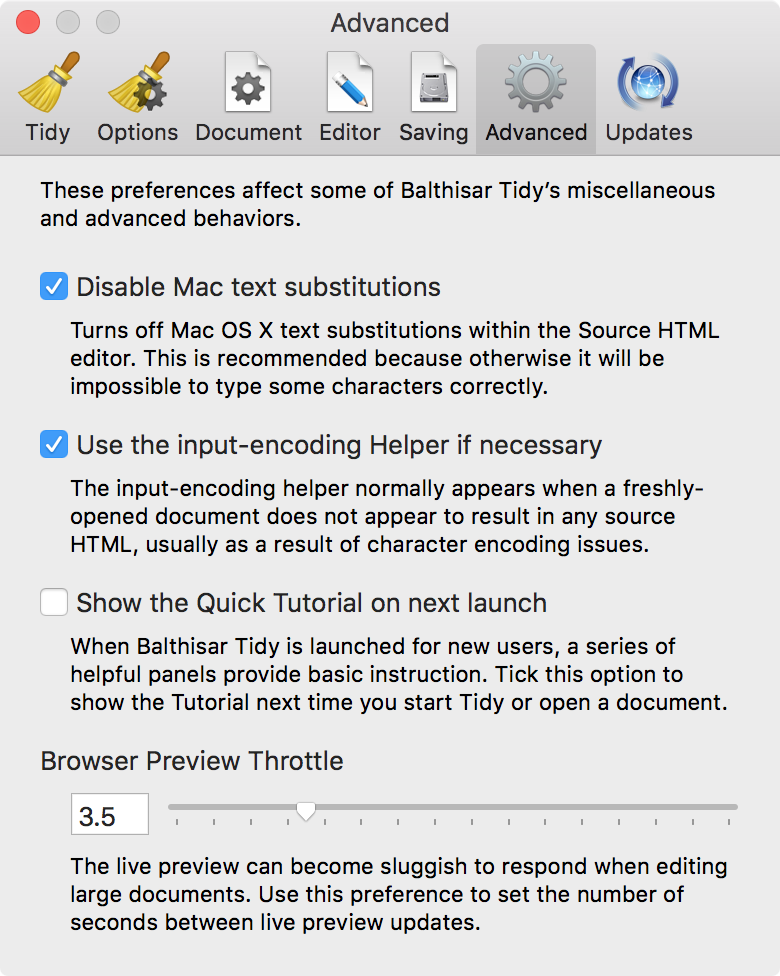 Advanced
Tidy Options Document Editor Saving Advanced Updates
These preferences affect some of Balthisar Tidy’s miscellaneous
and advanced behaviors.
Disable Mac text substitutions
Turns off Mac OS X text substitutions within the Source HTML
editor. This is recommended because otherwise it will be
impossible to type some characters correctly.
Use the input-encoding Helper if necessary
The input-encoding helper normally appears when a freshly-
opened document does not appear to result in any source
HTML, usually as a result of character encoding issues.
Show the Quick Tutorial on next launch
When Balthisar Tidy is launched for new users, a series of
helpful panels provide basic instruction. Tick this option to
show the Tutorial next time you start Tidy or open a document.
Browser Preview Throttle
3.5
The live preview can become sluggish to respond when editing
large documents. Use this preference to set the number of
seconds between live preview updates.